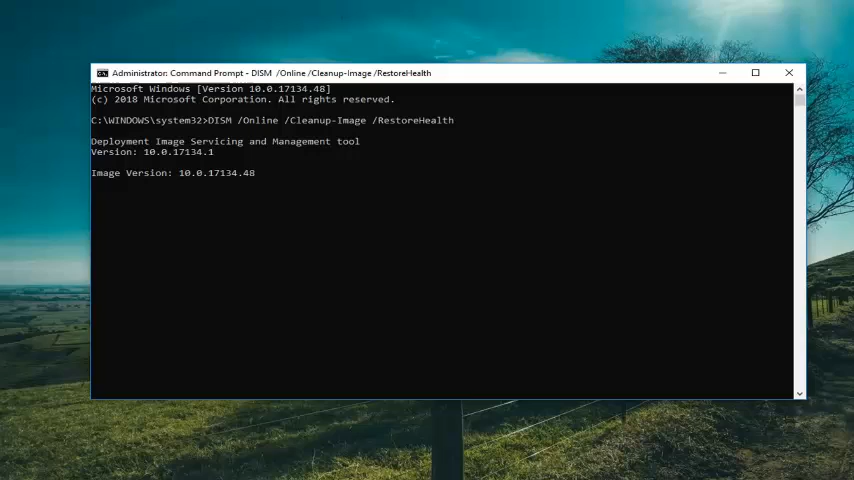 Administrator: Command Prompt - DISM  /Online /Cleanup-Image /RestoreHealth
Microsoft Windows [Version 10.0.17134.48]
(c) 2018 Microsoft Corporation. All rights reserved.
C:\WINDOWS\system32>DISM /Online /Cleanup-Image /RestoreHealth
Deployment Image Servicing and Management tool
Version: 10.0.17134.1
Image Version: 10.0.17134.48